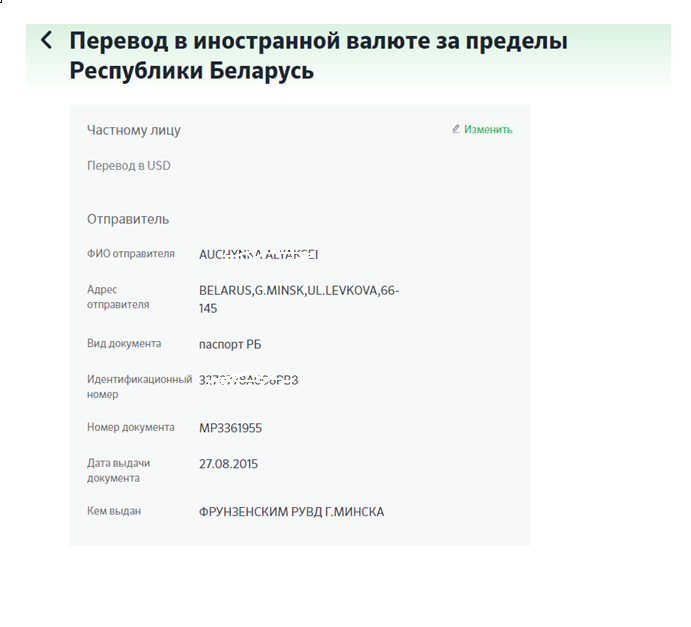 Перевод в иностранной валюте за пределы
Республики Беларусь
Частному лицу
Изменить
Перевод в USD
Отправитель
ФИО отправителя
Адрес отправителя
BELARUS,G.MINSK,UL.LEVKOVA,66-
145
Вид документа
паспорт РБ
Идентификационный
номер
Номер документа
MP3361955
Дата выдачи
документа
27.08.2015
Кем выдан
ФРУНЗЕНСКИМ РУВД Г.МИНСКА